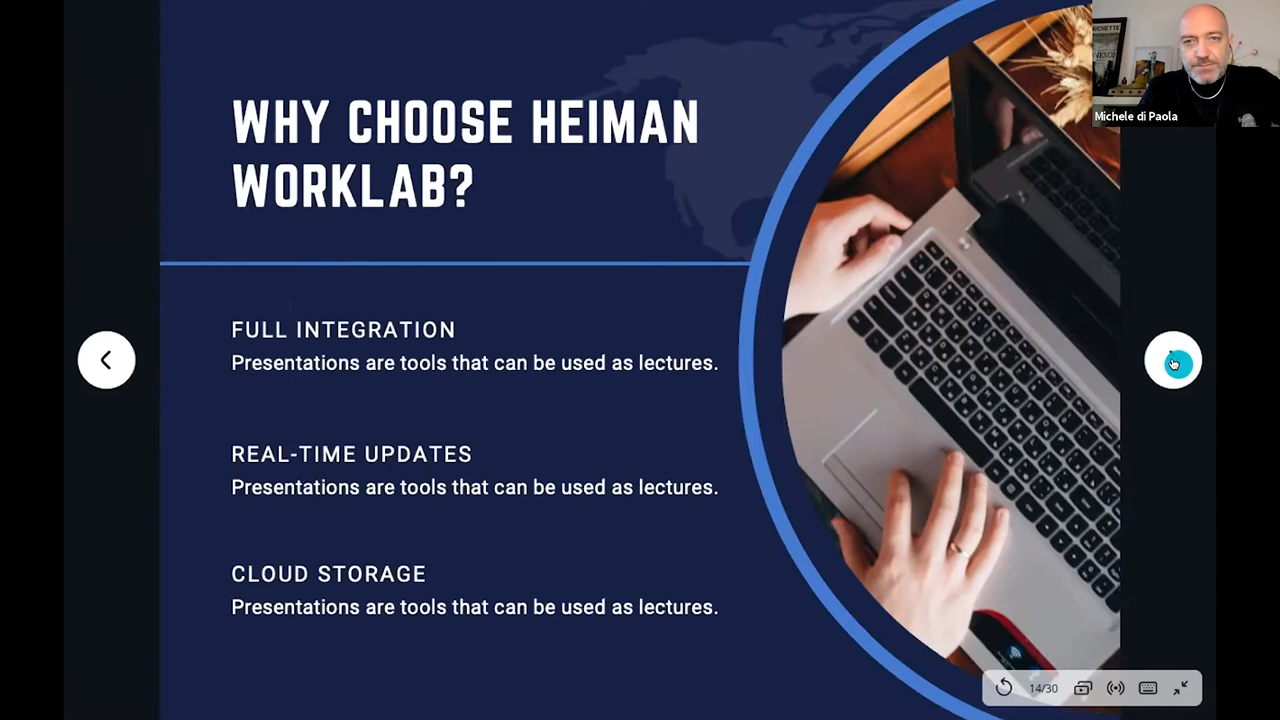 WHY CHOOSE HEIMAN
WORKLAB?
FULL INTEGRATION
Presentations are tools that can be used as lectures.
REAL-TIME UPDATES
Presentations are tools that can be used as lectures.
CLOUD STORAGE
Presentations are tools that can be used as lectures.
Michele di Paola
14/30